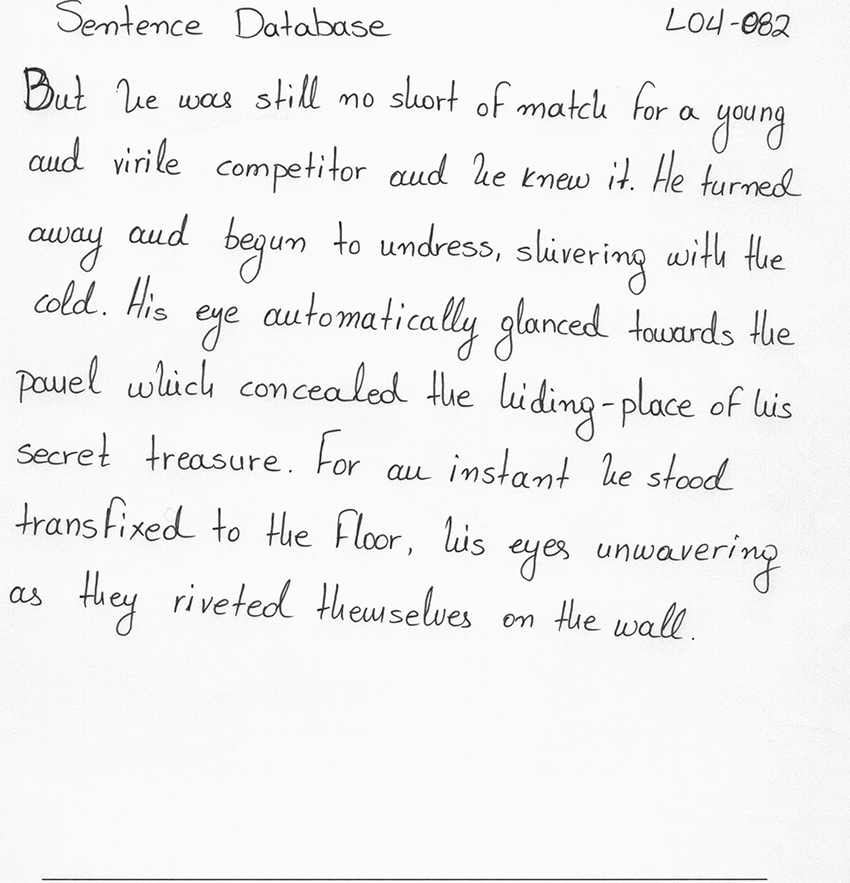 Sentence Database L04-082
But he was still no short of match for a young
and virile competitor and he knew it. He turned
away and begun to undress, shivering with the
cold. His eye automatically glanced towards the
panel which concealed the hiding-place of his
secret treasure. For an instant he stood
transfixed to the floor, his eyes unwavering
as they riveted themselves on the wall.